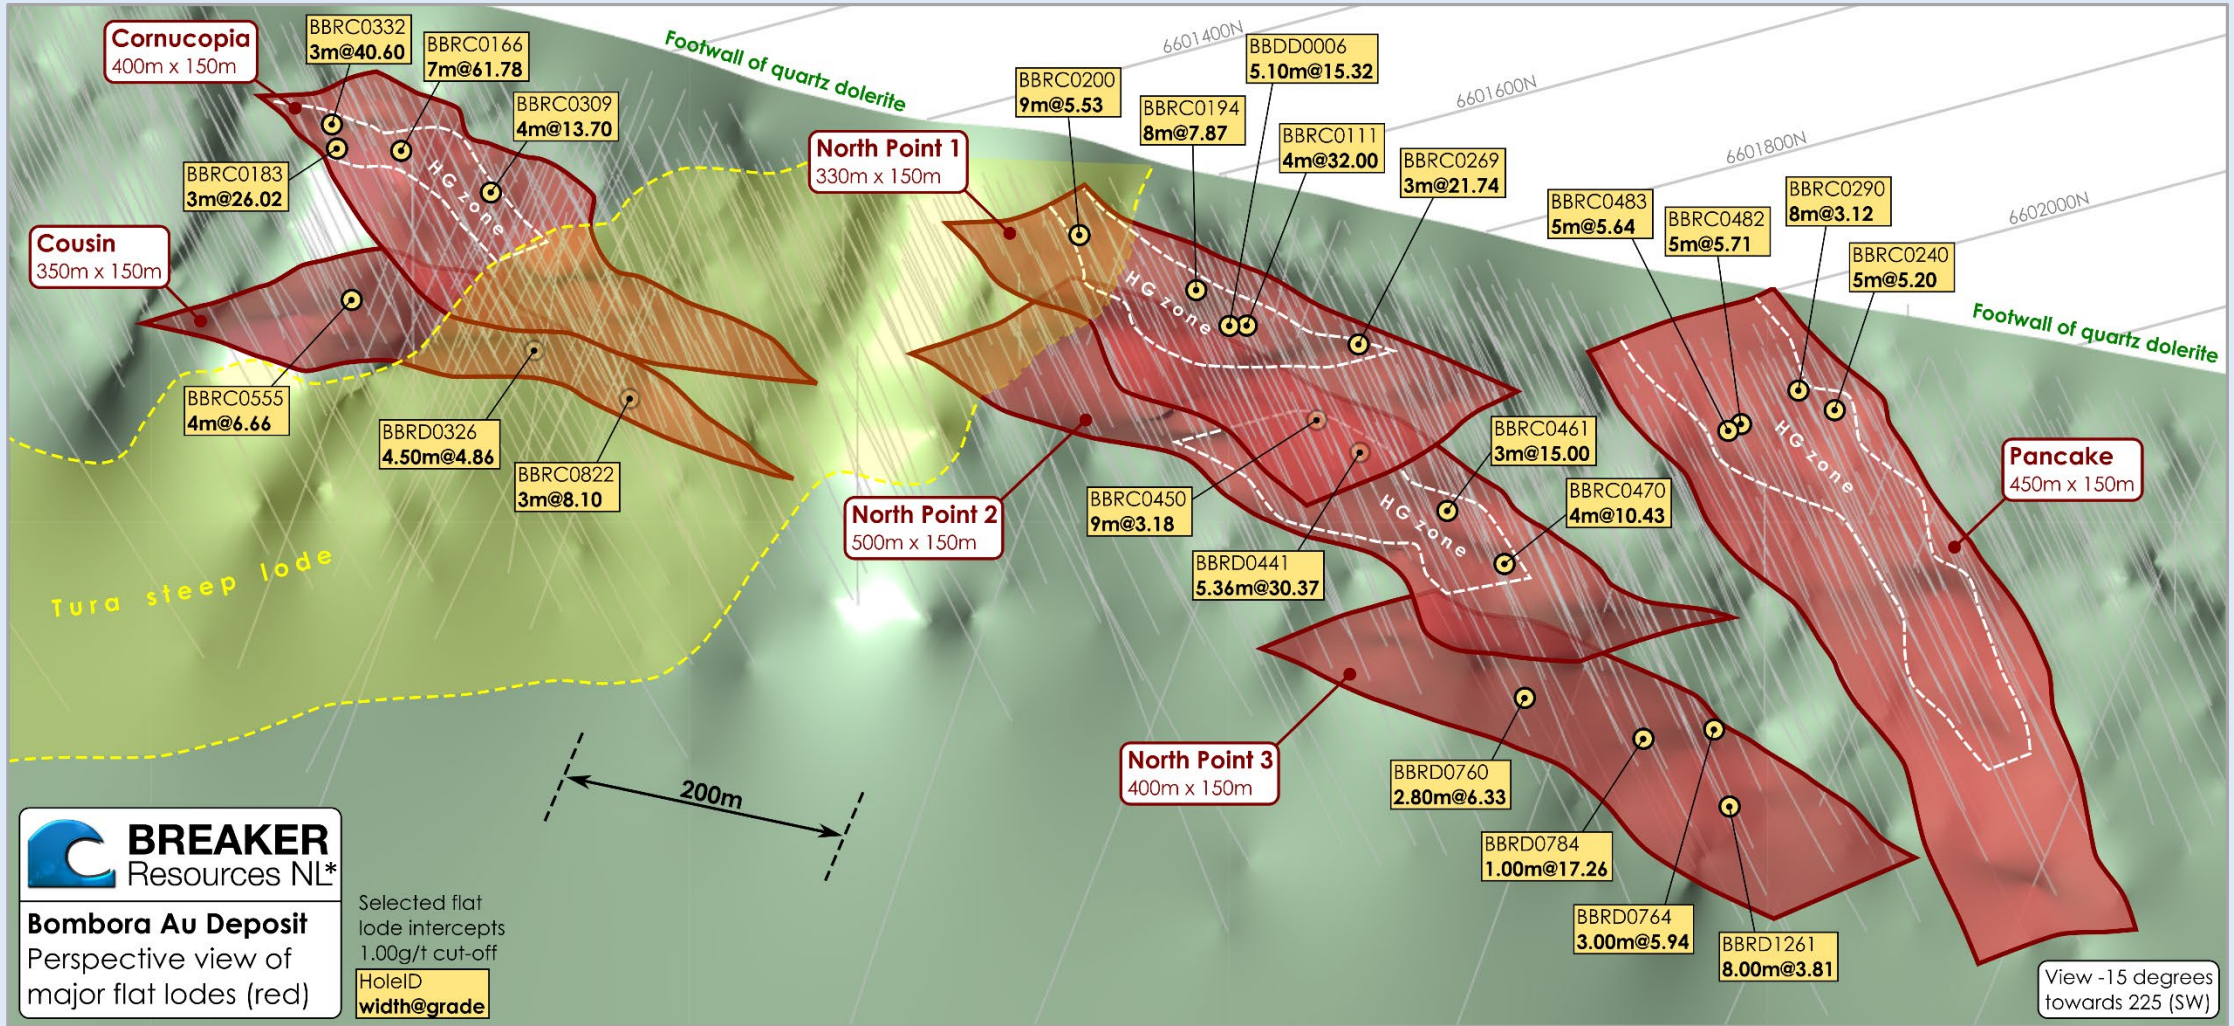 Cornucopia
400m x 150m
BBRC0332
3m@40.60
BBRC0166
7m@61.78
BBRC0309
4m@13.70
BBRC0183
3m@26.02
HG zone
Cousin
350m x 150m
BBRC0555
4m@6.66
BBRD0326
4.50m@4.86
BBRC0822
3m@8.10
Tura steep lode
Footwall of quartz dolerite
6601400N
6601600N
6601800N
6602000N
North Point 1
330m x 150m
BBRC0200
9m@5.53
BBRC0194
8m@7.87
BBDD0006
5.10m@15.32
BBRC0111
4m@32.00
BBRC0269
3m@21.74
HG zone
North Point 2
500m x 150m
BBRC0450
9m@3.18
BBRD0441
5.36m@30.37
BBRC0461
3m@15.00
BBRC0470
4m@10.43
HG zone
BBRC0483
5m@5.64
BBRC0482
5m@5.71
BBRC0290
8m@3.12
BBRC0240
5m@5.20
HG zone
Footwall of quartz dolerite
Pancake
450m x 150m
North Point 3
400m x 150m
BBRD0760
2.80m@6.33
BBRD0784
1.00m@17.26
BBRD0764
3.00m@5.94
BBRD1261
8.00m@3.81
200m
BREAKER
Resources NL*
Bombora Au Deposit
Perspective view of
major flat lodes (red)
Selected flat
lode intercepts
1.00g/t cut-off
HoleID
width@grade
View -15 degrees
towards 225 (SW)